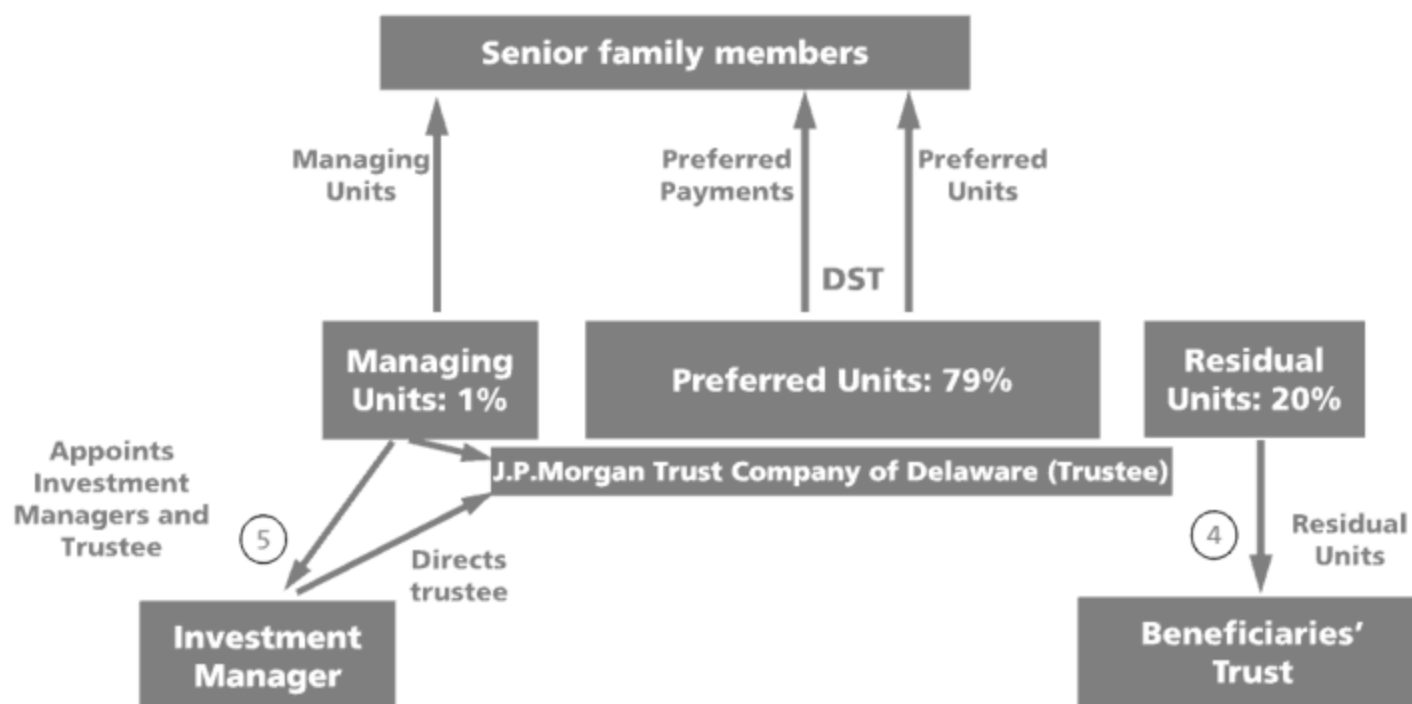 Senior family members
Managing
Units
Preferred
Payments
Preferred
Units
DST
Managing
Units: 1%
Preferred Units: 79%
Residual
Units: 20%
J.P.Morgan Trust Company of Delaware (Trustee)
Appoints
Investment
Managers and
Trustee
5
Directs
trustee
4
Residual
Units
Investment
Manager
Beneficiaries’
Trust